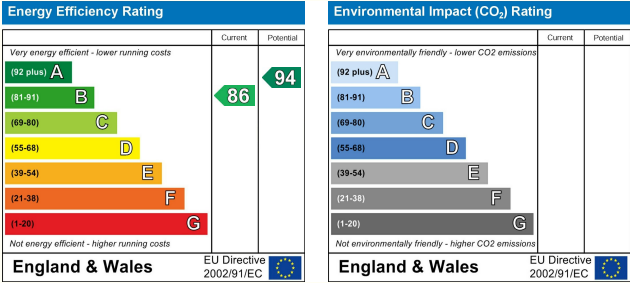 Energy Efficiency Rating
Current Potential
Very energy efficient - lower running costs
(92 plus) A
(81-91) B
(69-80) C
(55-68) D
(39-54) E
(21-38) F
(1-20) G
86
94
Not energy efficient - higher running costs
England & Wales
EU Directive
2002/91/EC
Environmental Impact (CO2) Rating
Current Potential
Very environmentally friendly - lower CO2 emissions
(92 plus) A
(81-91) B
(69-80) C
(55-68) D
(39-54) E
(21-38) F
(1-20) G
Not environmentally friendly - higher CO2 emissions
England & Wales
EU Directive
2002/91/EC